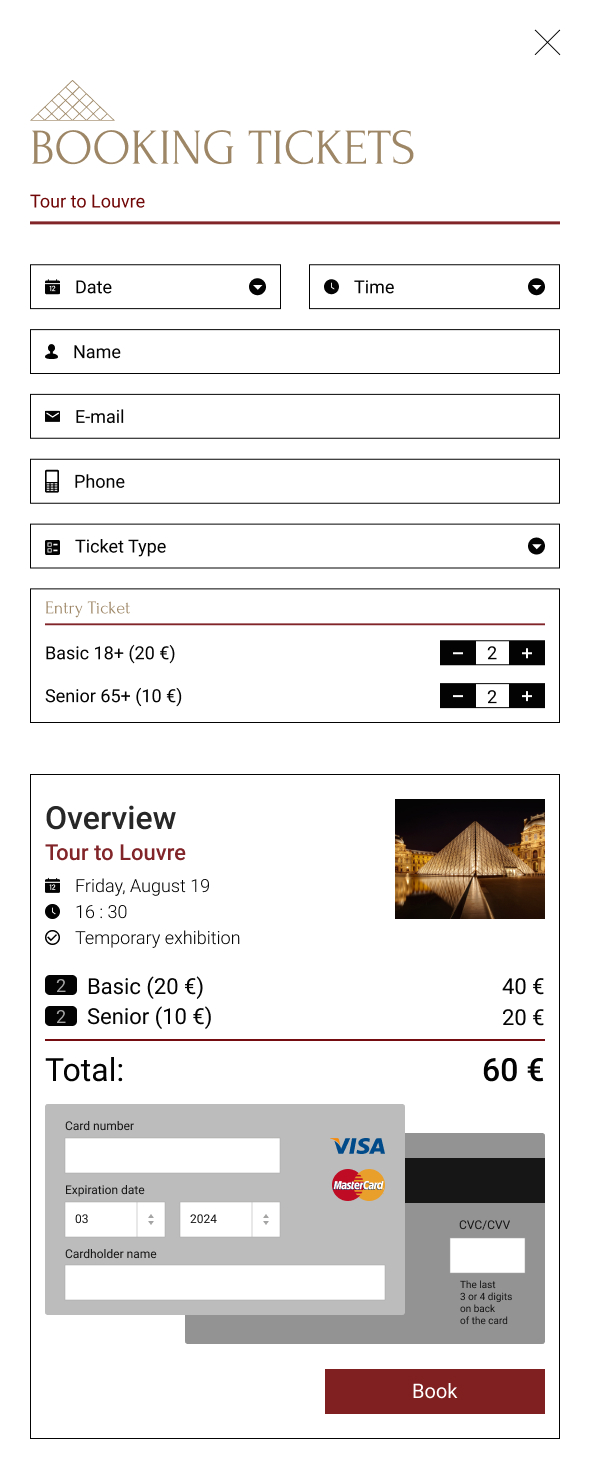 BOOKING TICKETS
Tour to Louvre
12 Date
Time
Name
E-mail
Phone
Ticket Type
Entry Ticket
Basic 18+ (20 €) − 2 +
Senior 65+ (10 €) − 2 +
Overview
Tour to Louvre
12 Friday, August 19
16 : 30
Temporary exhibition
2 Basic (20 €) 40 €
2 Senior (10 €) 20 €
Total: 60 €
Card number
VISA
MasterCard
Expiration date
03 2024
Cardholder name
CVC/CVV
The last
3 or 4 digits
on back
of the card
Book